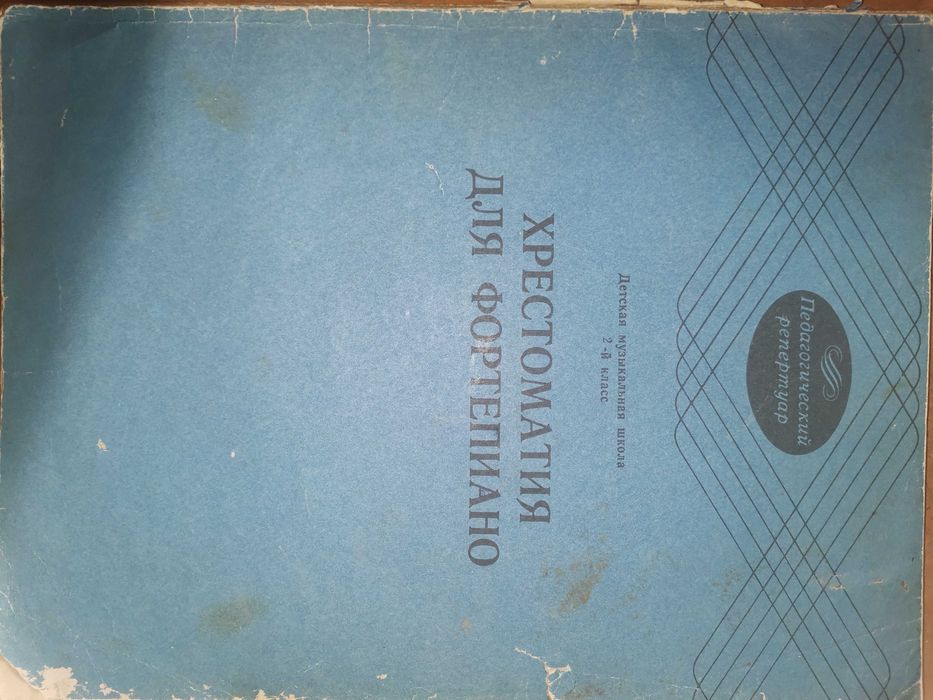 Педагогический
репертуар
Детская музыкальная школа
2-й класс
ХРЕСТОМАТИЯ
ДЛЯ ФОРТЕПИАНО